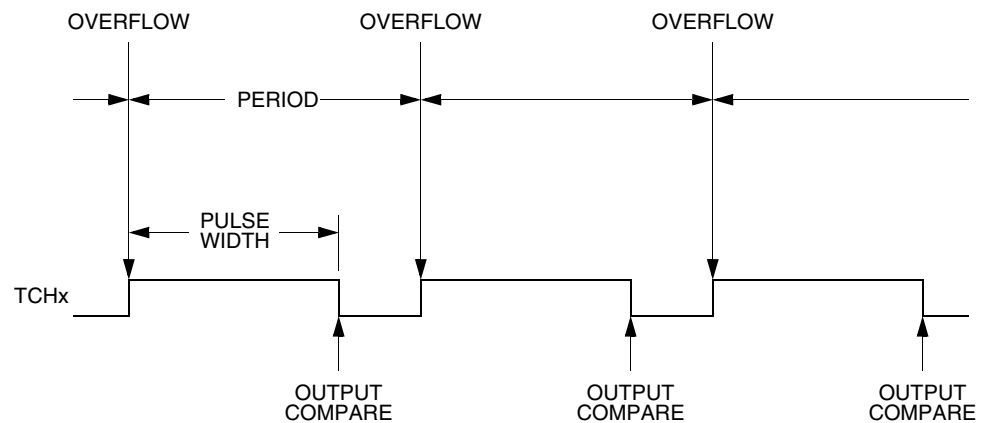 OVERFLOW
OVERFLOW
OVERFLOW
PERIOD
PULSE
WIDTH
TCHx
OUTPUT
COMPARE
OUTPUT
COMPARE
OUTPUT
COMPARE